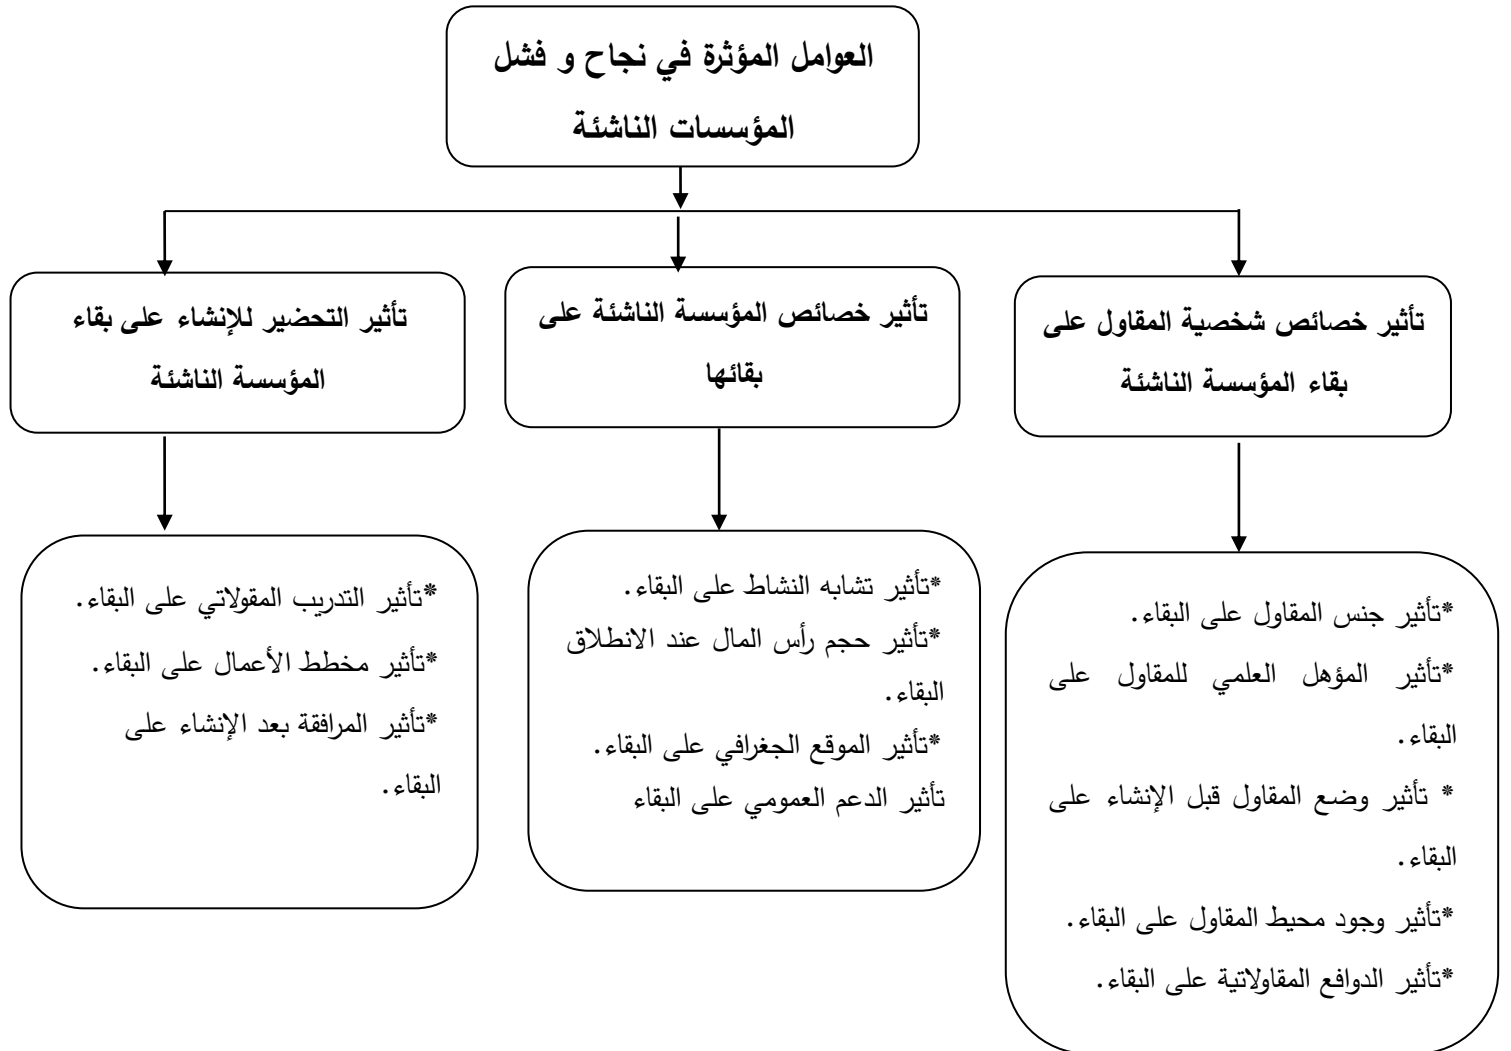 العوامل المؤثرة في نجاح و فشل
المؤسسات الناشئة
تأثير خصائص شخصية المقاول على
بقاء المؤسسة الناشئة
تأثير خصائص المؤسسة الناشئة على
بقائها
تأثير التحضير للإنشاء على بقاء
المؤسسة الناشئة
*تأثير جنس المقاول على البقاء.
*تأثير المؤهل العلمي للمقاول على
البقاء.
* تأثير وضع المقاول قبل الإنشاء على
البقاء.
*تأثير وجود محيط المقاول على البقاء.
*تأثير الدوافع المقاولاتية على البقاء.
*تأثير تشابه النشاط على البقاء.
*تأثير حجم رأس المال عند الانطلاق
البقاء.
*تأثير الموقع الجغرافي على البقاء.
تأثير الدعم العمومي على البقاء
*تأثير التدريب المقولاتي على البقاء.
*تأثير مخطط الأعمال على البقاء.
*تأثير المرافقة بعد الإنشاء على
البقاء.